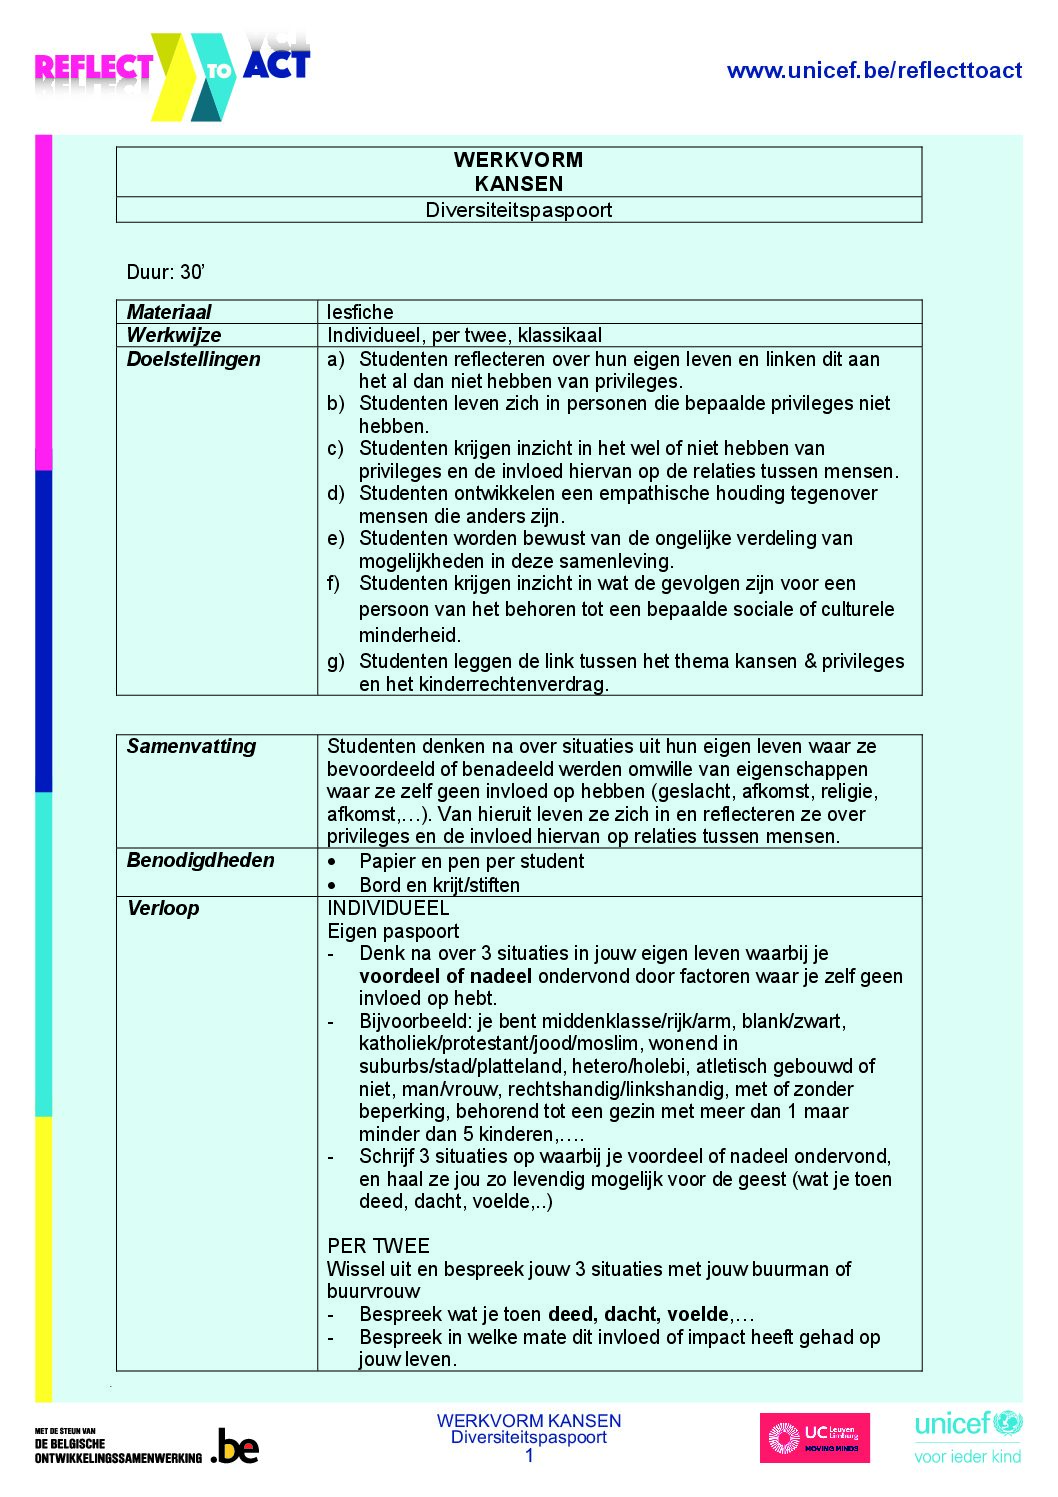 REFLECT TO ACT
www.unicef.be/reflecttoact
WERKVORM
KANSEN
Diversiteitspaspoort
Duur: 30’
Materiaal lesfiche
Werkwijze Individueel, per twee, klassikaal
Doelstellingen a) Studenten reflecteren over hun eigen leven en linken dit aan
het al dan niet hebben van privileges.
b) Studenten leven zich in personen die bepaalde privileges niet
hebben.
c) Studenten krijgen inzicht in het wel of niet hebben van
privileges en de invloed hiervan op de relaties tussen mensen.
d) Studenten ontwikkelen een empathische houding tegenover
mensen die anders zijn.
e) Studenten worden bewust van de ongelijke verdeling van
mogelijkheden in deze samenleving.
f) Studenten krijgen inzicht in wat de gevolgen zijn voor een
persoon van het behoren tot een bepaalde sociale of culturele
minderheid.
g) Studenten leggen de link tussen het thema kansen & privileges
en het kinderrechtenverdrag.
Samenvatting Studenten denken na over situaties uit hun eigen leven waar ze
bevoordeeld of benadeeld werden omwille van eigenschappen
waar ze zelf geen invloed op hebben (geslacht, afkomst, religie,
afkomst,…). Van hieruit leven ze zich in en reflecteren ze over
privileges en de invloed hiervan op relaties tussen mensen.
Benodigdheden • Papier en pen per student
• Bord en krijt/stiften
Verloop INDIVIDUEEL
Eigen paspoort
- Denk na over 3 situaties in jouw eigen leven waarbij je
voordeel of nadeel ondervond door factoren waar je zelf geen
invloed op hebt.
- Bijvoorbeeld: je bent middenklasse/rijk/arm, blank/zwart,
katholiek/protestant/jood/moslim, wonend in
suburbs/stad/platteland, hetero/holebi, atletisch gebouwd of
niet, man/vrouw, rechtshandig/linkshandig, met of zonder
beperking, behorend tot een gezin met meer dan 1 maar
minder dan 5 kinderen,….
- Schrijf 3 situaties op waarbij je voordeel of nadeel ondervond,
en haal ze jou zo levendig mogelijk voor de geest (wat je toen
deed, dacht, voelde,..)
PER TWEE
Wissel uit en bespreek jouw 3 situaties met jouw buurman of
buurvrouw
- Bespreek wat je toen deed, dacht, voelde,…
- Bespreek in welke mate dit invloed of impact heeft gehad op
jouw leven.
MET DE STEUN VAN
DE BELGISCHE
ONTWIKKELINGSSAMENWERKING .be
WERKVORM KANSEN
Diversiteitspaspoort
1
UC Leuven
Limburg
MOVING MINDS
unicef
voor ieder kind